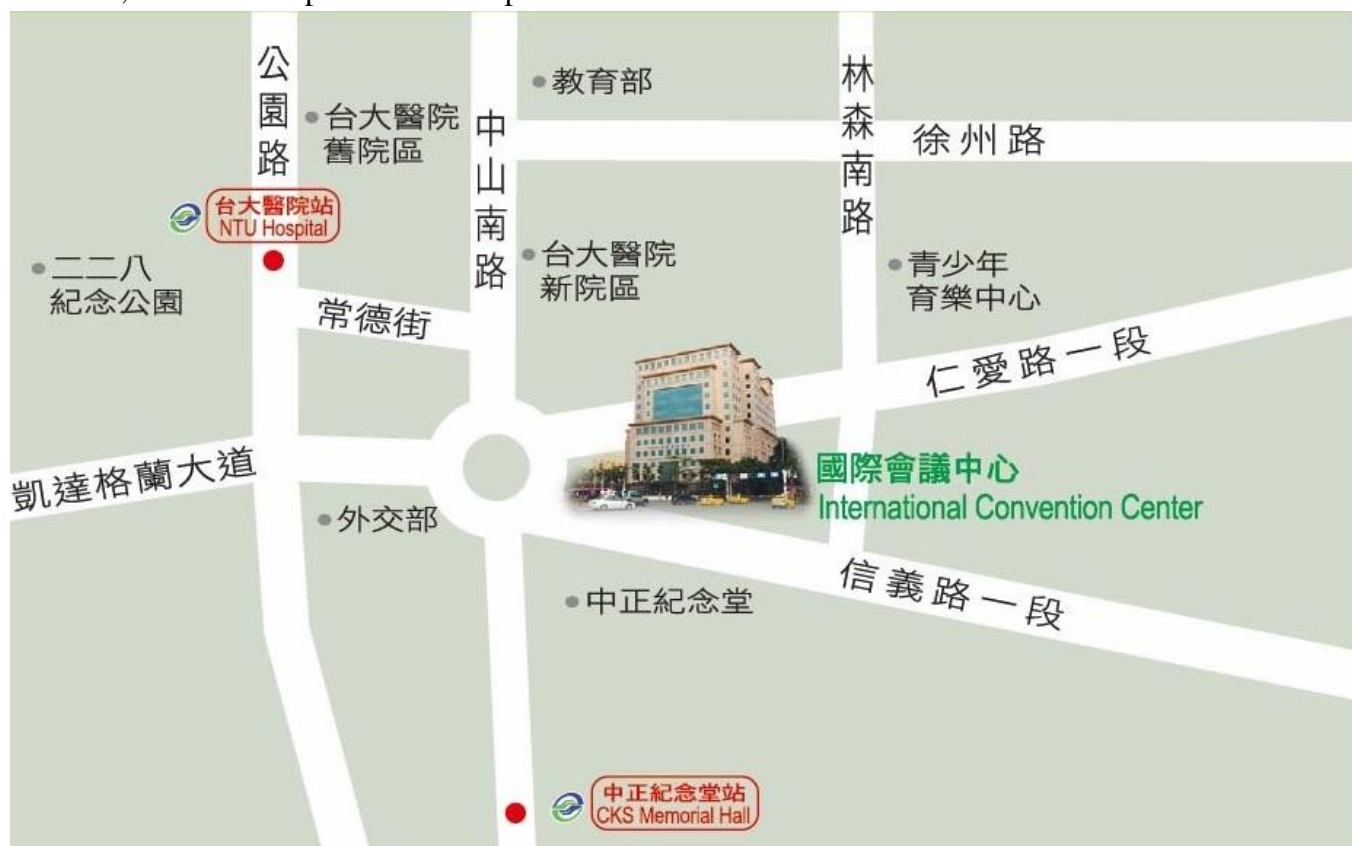 公園路
台大醫院
舊院區
中山南路
教育部
林森南路
徐州路
台大醫院站
NTU Hospital
二二八
紀念公園
常德街
台大醫院
新院區
青少年
育樂中心
仁愛路一段
凱達格蘭大道
外交部
國際會議中心
International Convention Center
信義路一段
中正紀念堂
中正紀念堂站
CKS Memorial Hall